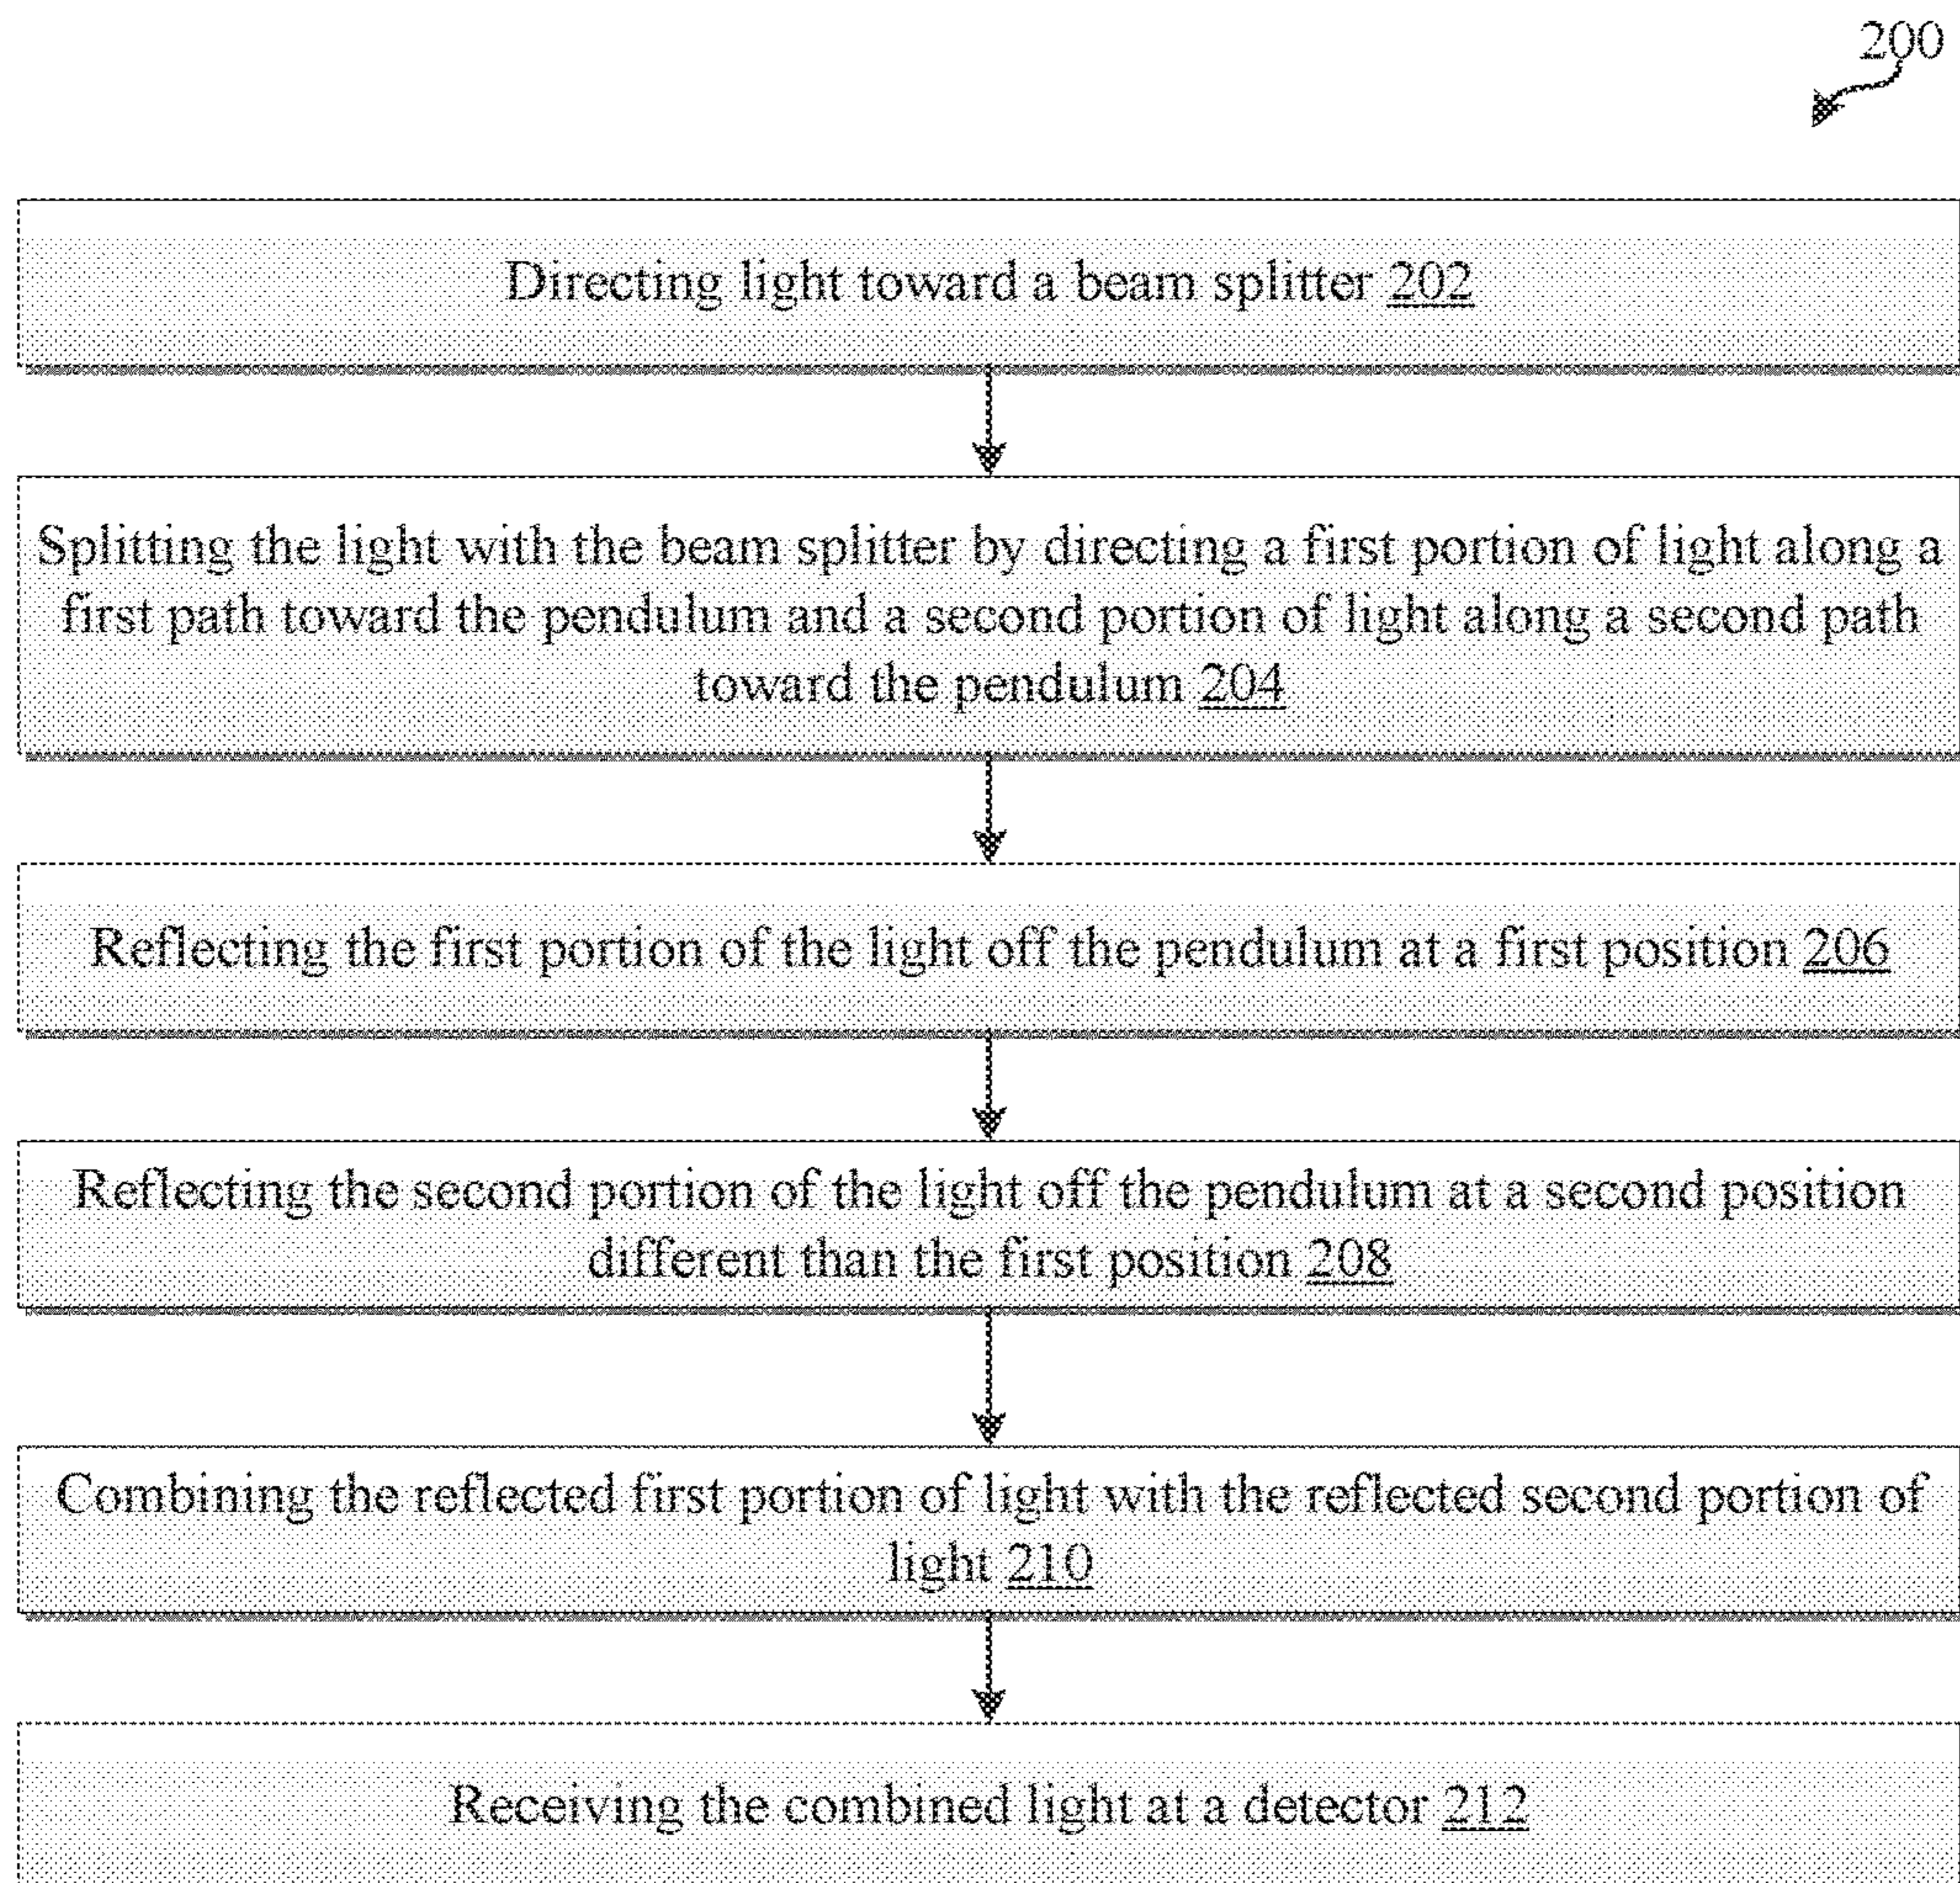 200
Directing light toward a beam splitter 202
Splitting the light with the beam splitter by directing a first portion of light along a
first path toward the pendulum and a second portion of light along a second path
toward the pendulum 204
Reflecting the first portion of the light off the pendulum at a first position 206
Reflecting the second portion of the light off the pendulum at a second position
different than the first position 208
Combining the reflected first portion of light with the reflected second portion of
light 210
Receiving the combined light at a detector 212